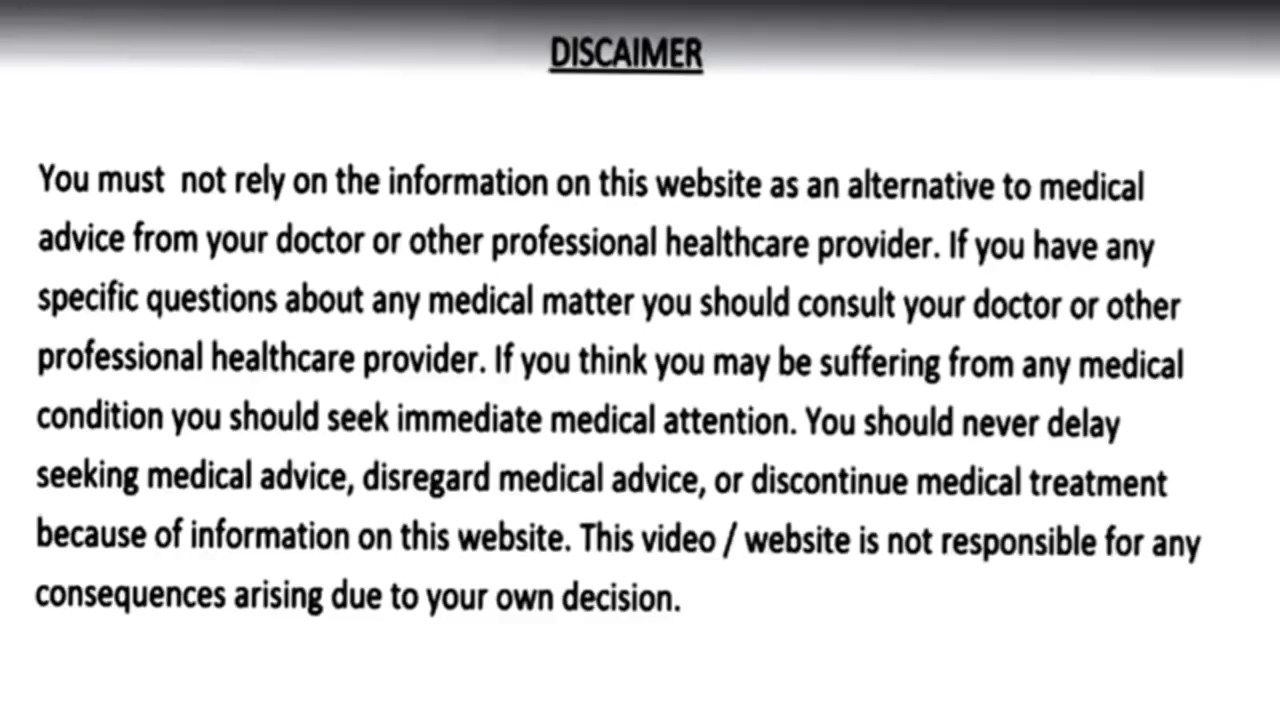 DISCAIMER
You must  not rely on the information on this website as an alternative to medical
advice from your doctor or other professional healthcare provider. If you have any
specific questions about any medical matter you should consult your doctor or other
professional healthcare provider. If you think you may be suffering from any medical
condition you should seek immediate medical attention. You should never delay
seeking medical advice, disregard medical advice, or discontinue medical treatment
because of information on this website. This video / website is not responsible for any
consequences arising due to your own decision.